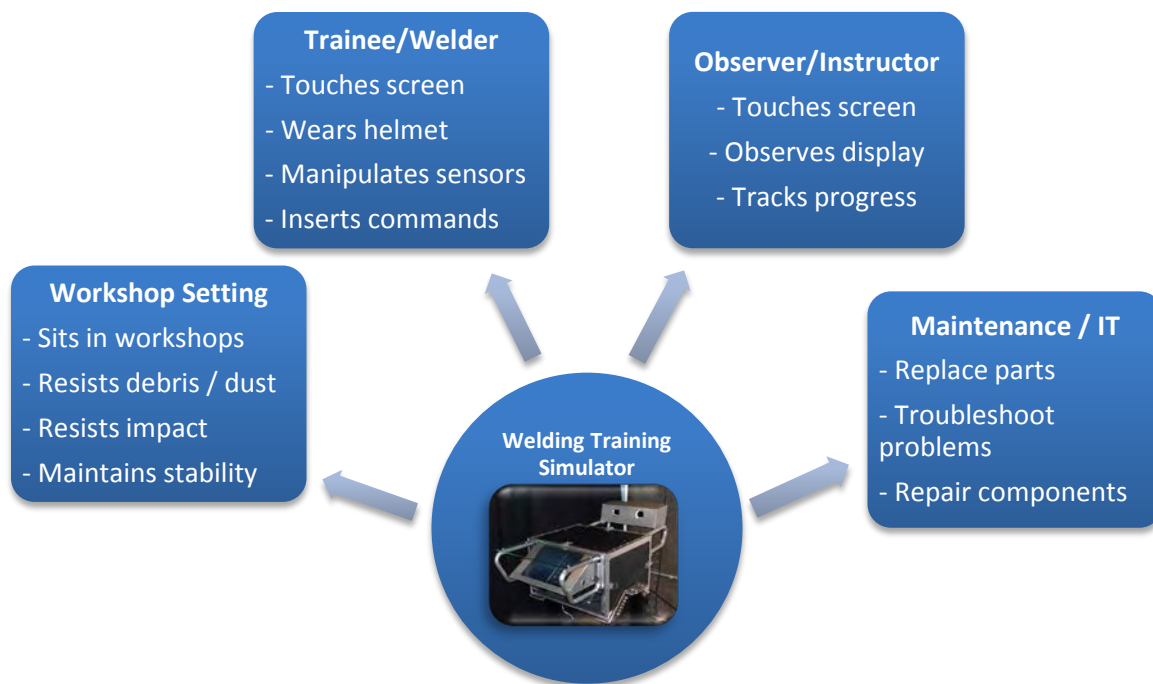 Trainee/Welder
- Touches screen
- Wears helmet
- Manipulates sensors
- Inserts commands
Observer/Instructor
- Touches screen
- Observes display
- Tracks progress
Workshop Setting
- Sits in workshops
- Resists debris / dust
- Resists impact
- Maintains stability
Maintenance / IT
- Replace parts
- Troubleshoot
problems
- Repair components
Welding Training
Simulator